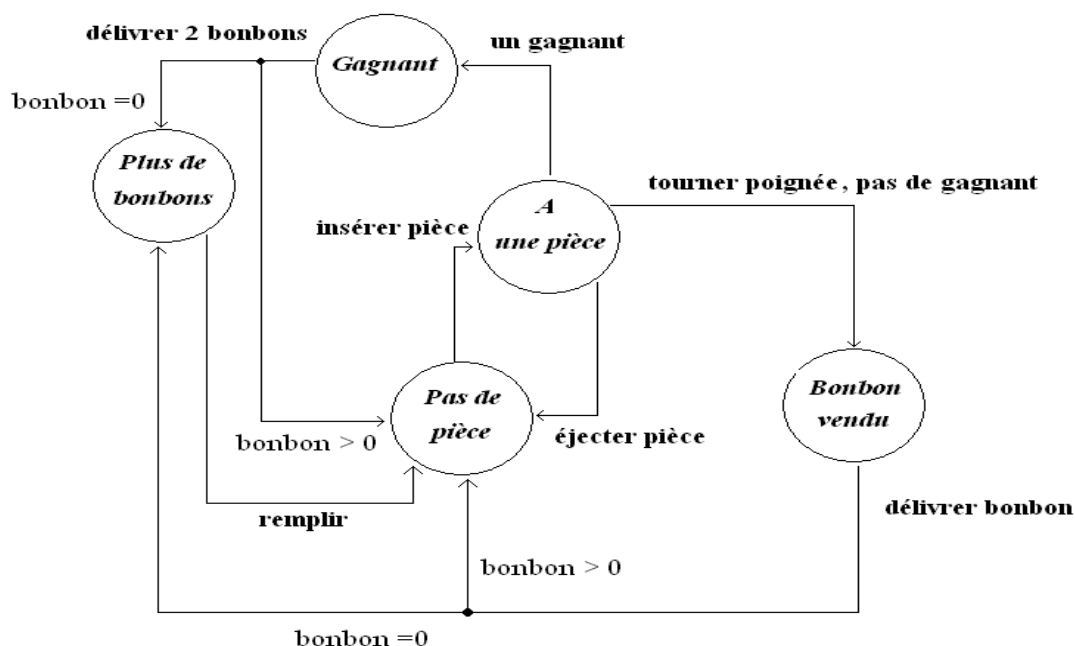 délivrer 2 bonbons
un gagnant
Gagnant
bonbon =0
Plus de
bonbons
tourner poignée , pas de gagnant
A
une pièce
insérer pièce
Pas de
pièce
Bonbon
vendu
bonbon > 0
éjecter pièce
remplir
délivrer bonbon
bonbon > 0
bonbon =0